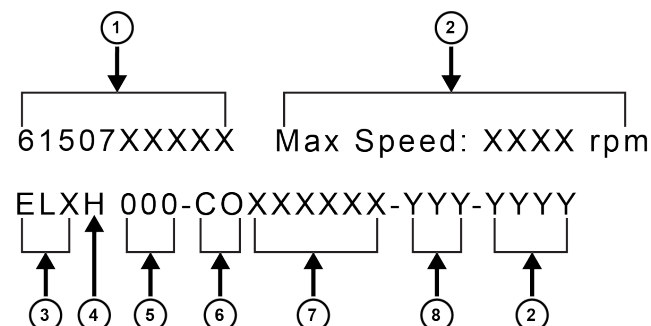 1 2
61507XXXXX Max Speed: XXXX rpm
ELXH 000-COXXXXXX-YYY-YYYY
3 4 5 6 7 8 2